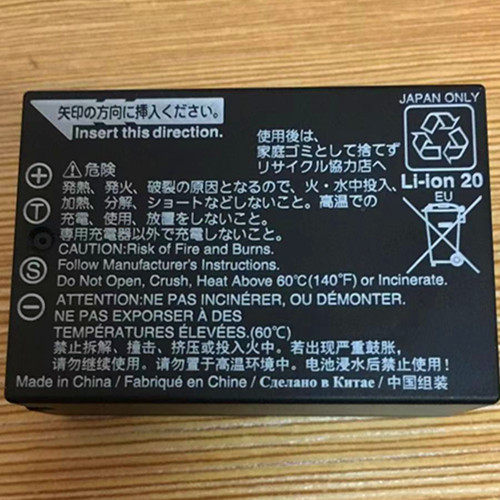 矢印の方向に挿入ください。
Insert this direction.
JAPAN ONLY
使用後は、
家庭ゴミとして捨てず
リサイクル協力店へ
Li-ion 20
EU
⚠危険
発熱、発火、破裂の原因となるので、火・水中投入、
加熱、分解、ショートなどしないこと。高温での
充電、使用、放置をしないこと。
専用充電器以外で充電しないこと。
CAUTION:Risk of Fire and Burns.
Follow Manufacturer's Instructions.
Do Not Open, Crush, Heat Above 60℃(140℉) or Incinerate.
ATTENTION:NE PAS INCINÉRER, OU DÉMONTER.
NE PAS EXPORSER À DES
TEMPÉRATURES ÉLEVÉES.(60℃)
禁止拆解、撞击、挤压或投入火中。若出现严重鼓胀，
请勿继续使用。请勿置于高温环境中。电池浸水后禁止使用！
Made in China / Fabriqué en Chine / Сделано в Китае / 中国组装
+
T
S
−